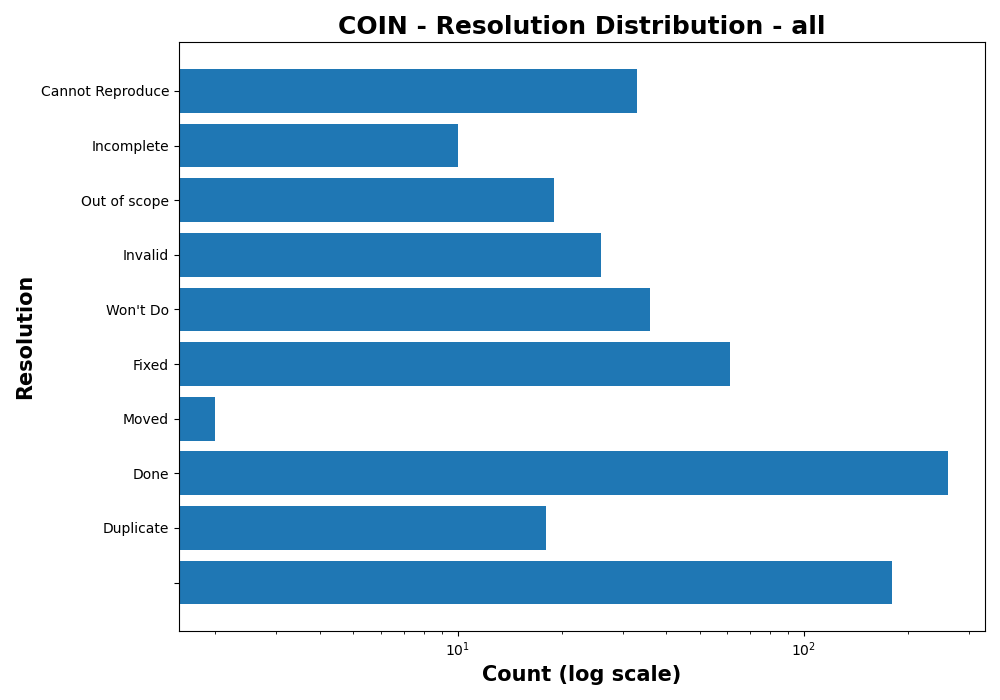 COIN - Resolution Distribution - all
Resolution
Cannot Reproduce
Incomplete
Out of scope
Invalid
Won't Do
Fixed
Moved
Done
Duplicate
10¹ 10²
Count (log scale)